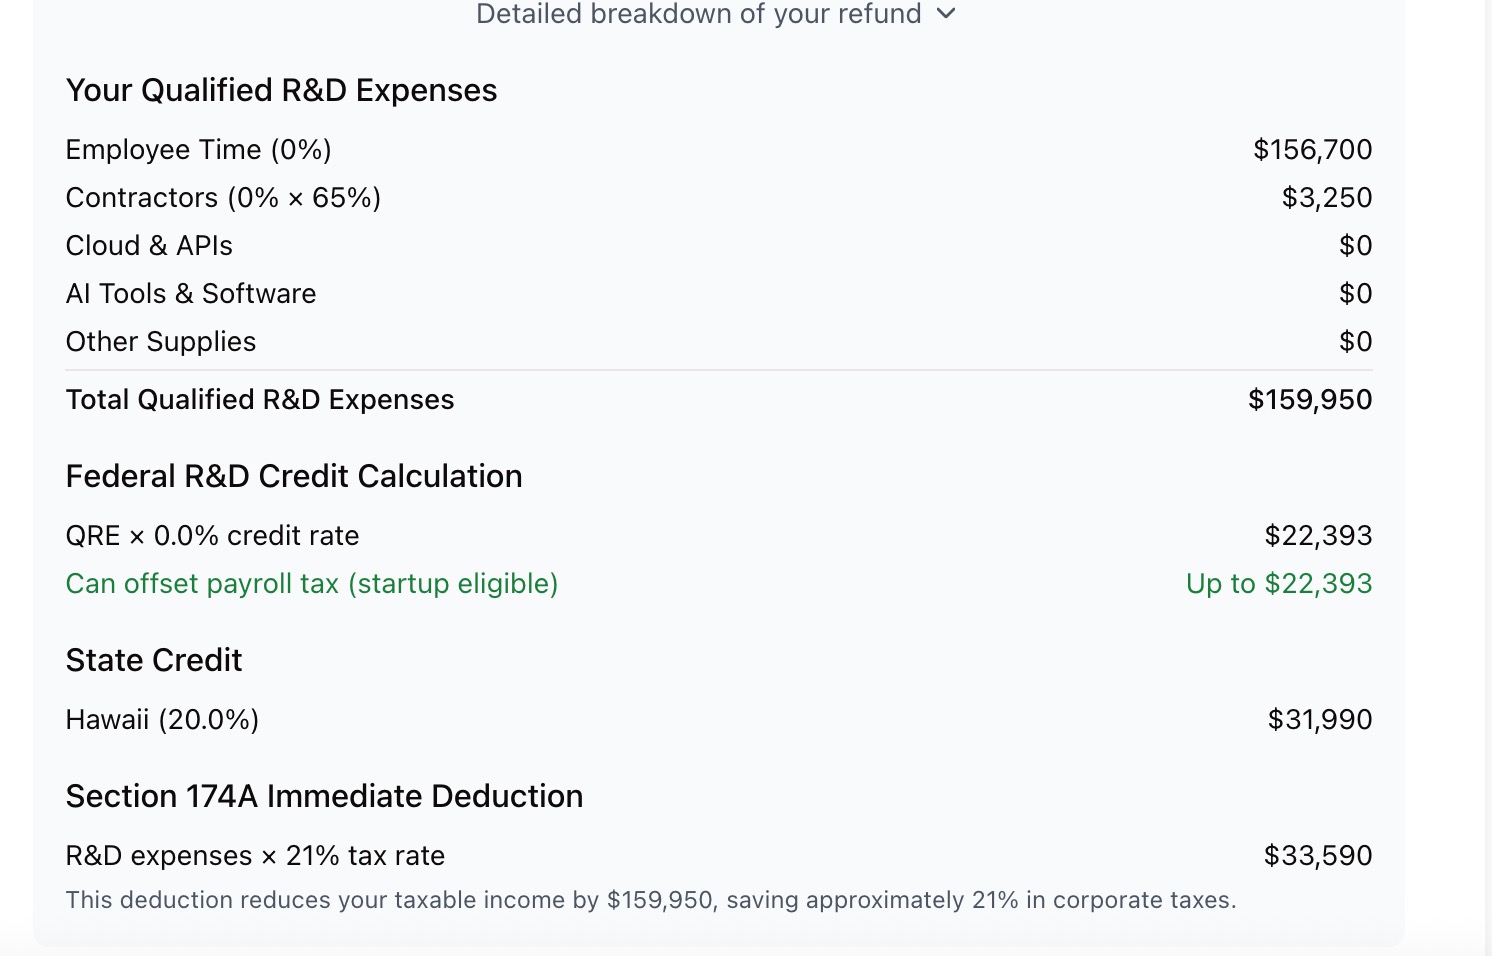 Detailed breakdown of your refund
Your Qualified R&D Expenses
Employee Time (0%) $156,700
Contractors (0% × 65%) $3,250
Cloud & APIs $0
AI Tools & Software $0
Other Supplies $0
Total Qualified R&D Expenses $159,950
Federal R&D Credit Calculation
QRE × 0.0% credit rate $22,393
Can offset payroll tax (startup eligible) Up to $22,393
State Credit
Hawaii (20.0%) $31,990
Section 174A Immediate Deduction
R&D expenses × 21% tax rate $33,590
This deduction reduces your taxable income by $159,950, saving approximately 21% in corporate taxes.